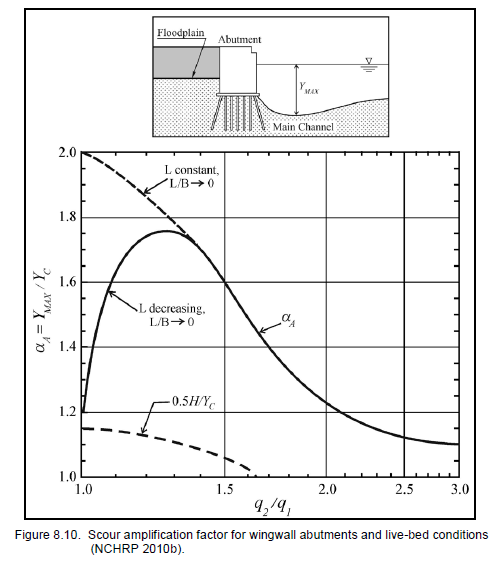 Floodplain
Abutment
Y_MAX
Main Channel
2.0
1.8
1.6
1.4
1.2
1.0
α_A = Y_MAX / Y_C
L constant,
L/B→0
L decreasing,
L/B→0
α_A
0.5H/Y_C
1.0
1.5
2.0
2.5
3.0
q_2/q_1
Figure 8.10. Scour amplification factor for wingwall abutments and live-bed conditions
(NCHRP 2010b).